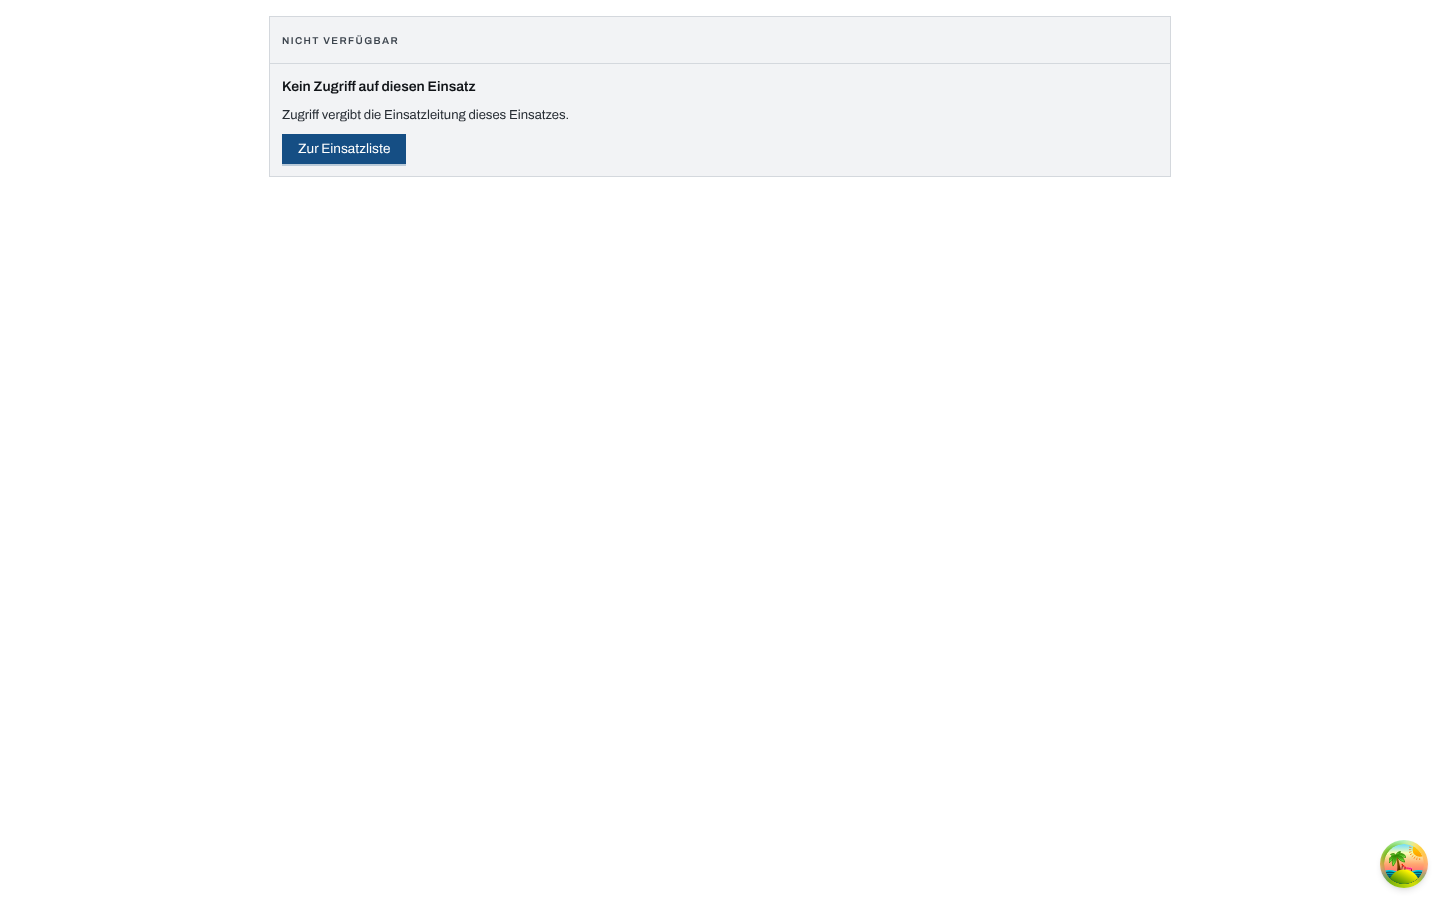 NICHT VERFÜGBAR
Kein Zugriff auf diesen Einsatz
Zugriff vergibt die Einsatzleitung dieses Einsatzes.
Zur Einsatzliste